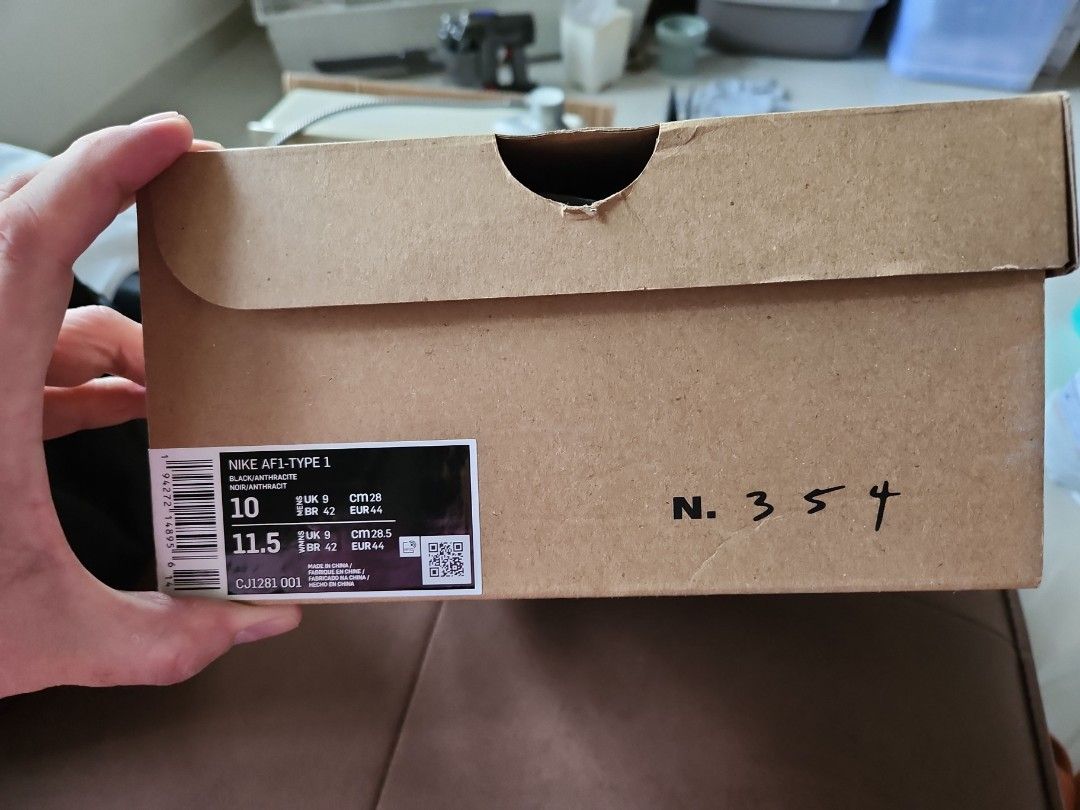 NIKE AF1-TYPE 1
BLACK/ANTHRACITE
NOIR/ANTHRACIT
10 MENS UK 9 cm 28
BR 42 EUR 44
11.5 WMNS UK 9 cm 28.5
BR 42 EUR 44
MADE IN CHINA /
FABRIQUE EN CHINE /
FABRICADO NA CHINA /
HECHO EN CHINA
CJ1281 001
N. 354